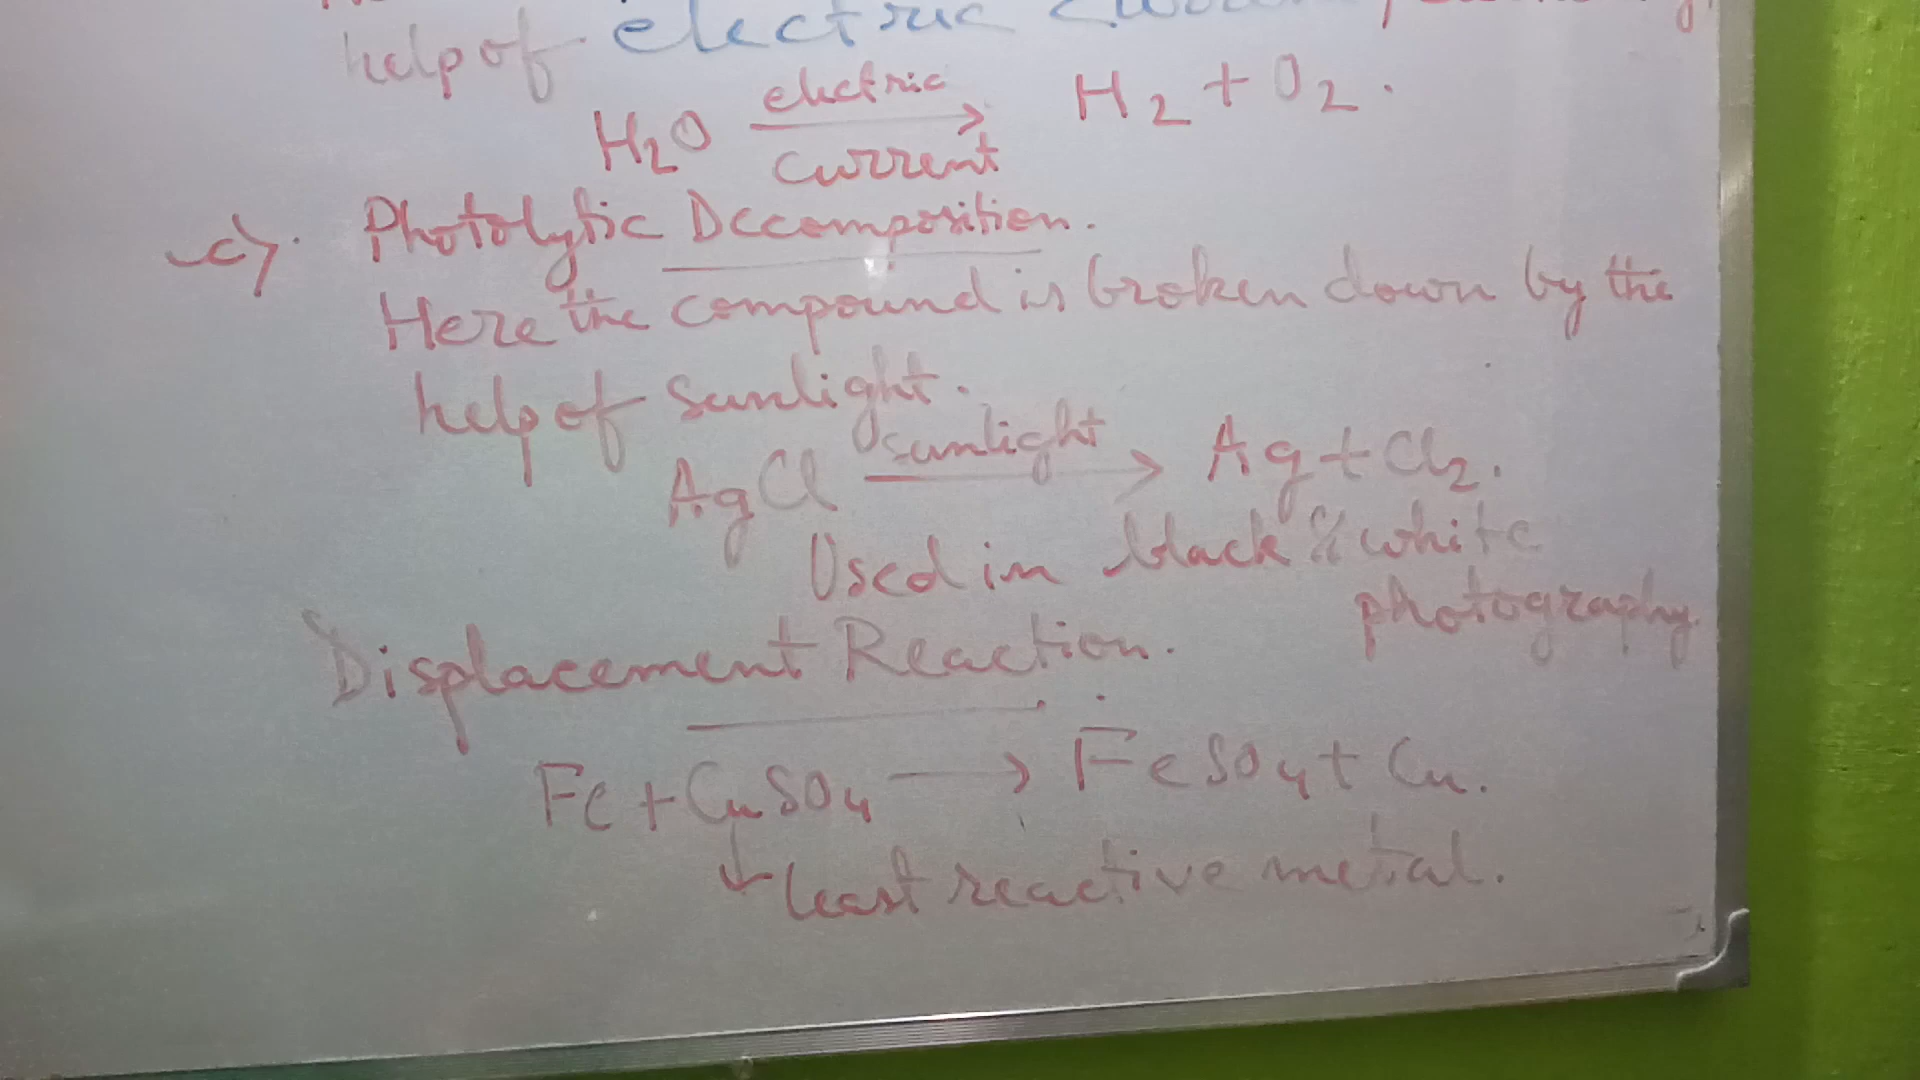 help of electric
H2O electric current → H2 + O2.
c). Photolytic Decomposition.
Here the compound is broken down by the
help of sunlight.
AgCl sunlight → Ag + Cl2.
Used in black & white
photography.
Displacement Reaction.
Fe + CuSO4 → FeSO4 + Cu.
↓ least reactive metal.